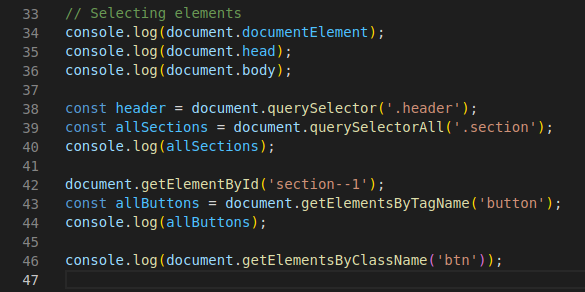 33 // Selecting elements
34 console.log(document.documentElement);
35 console.log(document.head);
36 console.log(document.body);
37
38 const header = document.querySelector('.header');
39 const allSections = document.querySelectorAll('.section');
40 console.log(allSections);
41
42 document.getElementById('section--1');
43 const allButtons = document.getElementsByTagName('button');
44 console.log(allButtons);
45
46 console.log(document.getElementsByClassName('btn'));
47